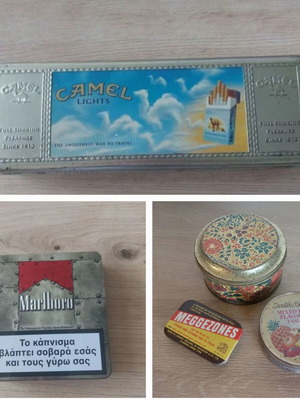 CAMEL
CAMEL
LIGHTS
CAMEL
FULL SMOKING
PLEASURE
SINCE 1913
THE SMOOTHEST WAY TO TRAVEL
FULL SMOKING
PLEASURE
SINCE 1913
Marlboro
Το κάπνισμα
βλάπτει σοβαρά εσάς
και τους γύρω σας
MEGGEZONES